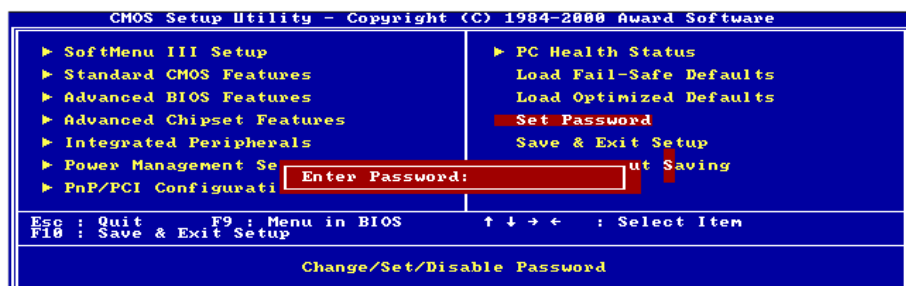 CMOS Setup Utility - Copyright (C) 1984-2000 Award Software
► SoftMenu III Setup
► Standard CMOS Features
► Advanced BIOS Features
► Advanced Chipset Features
► Integrated Peripherals
► Power Management Se
► PnP/PCI Configurati
► PC Health Status
Load Fail-Safe Defaults
Load Optimized Defaults
Set Password
Save & Exit Setup
ut Saving
Enter Password:
Esc : Quit F9 : Menu in BIOS ↑ ↓ → ← : Select Item
F10 : Save & Exit Setup
Change/Set/Disable Password